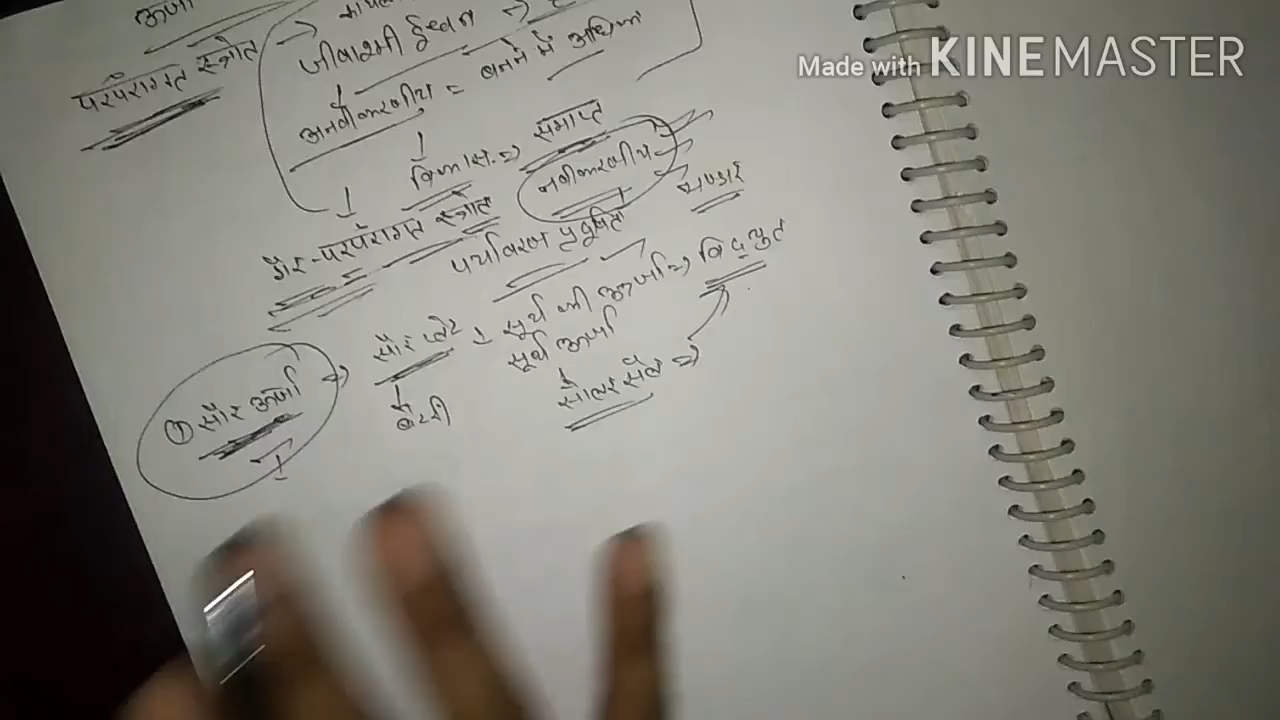 ऊर्जा
परंपरागत स्त्रोत →
जीवाश्मी ईंधन →
अनवीकरणीय = बनने में अधिक
विकास → समाप्त
नवीकरणीय
गैर-परंपरागत स्त्रोत
भण्डार
पर्यावरण प्रदूषित
① सौर ऊर्जा →
सौर प्लेट
सूर्य की ऊर्जा → विद्युत
सूर्य ऊर्जा
बैटरी
सोलर सेल →
Made with KINEMASTER